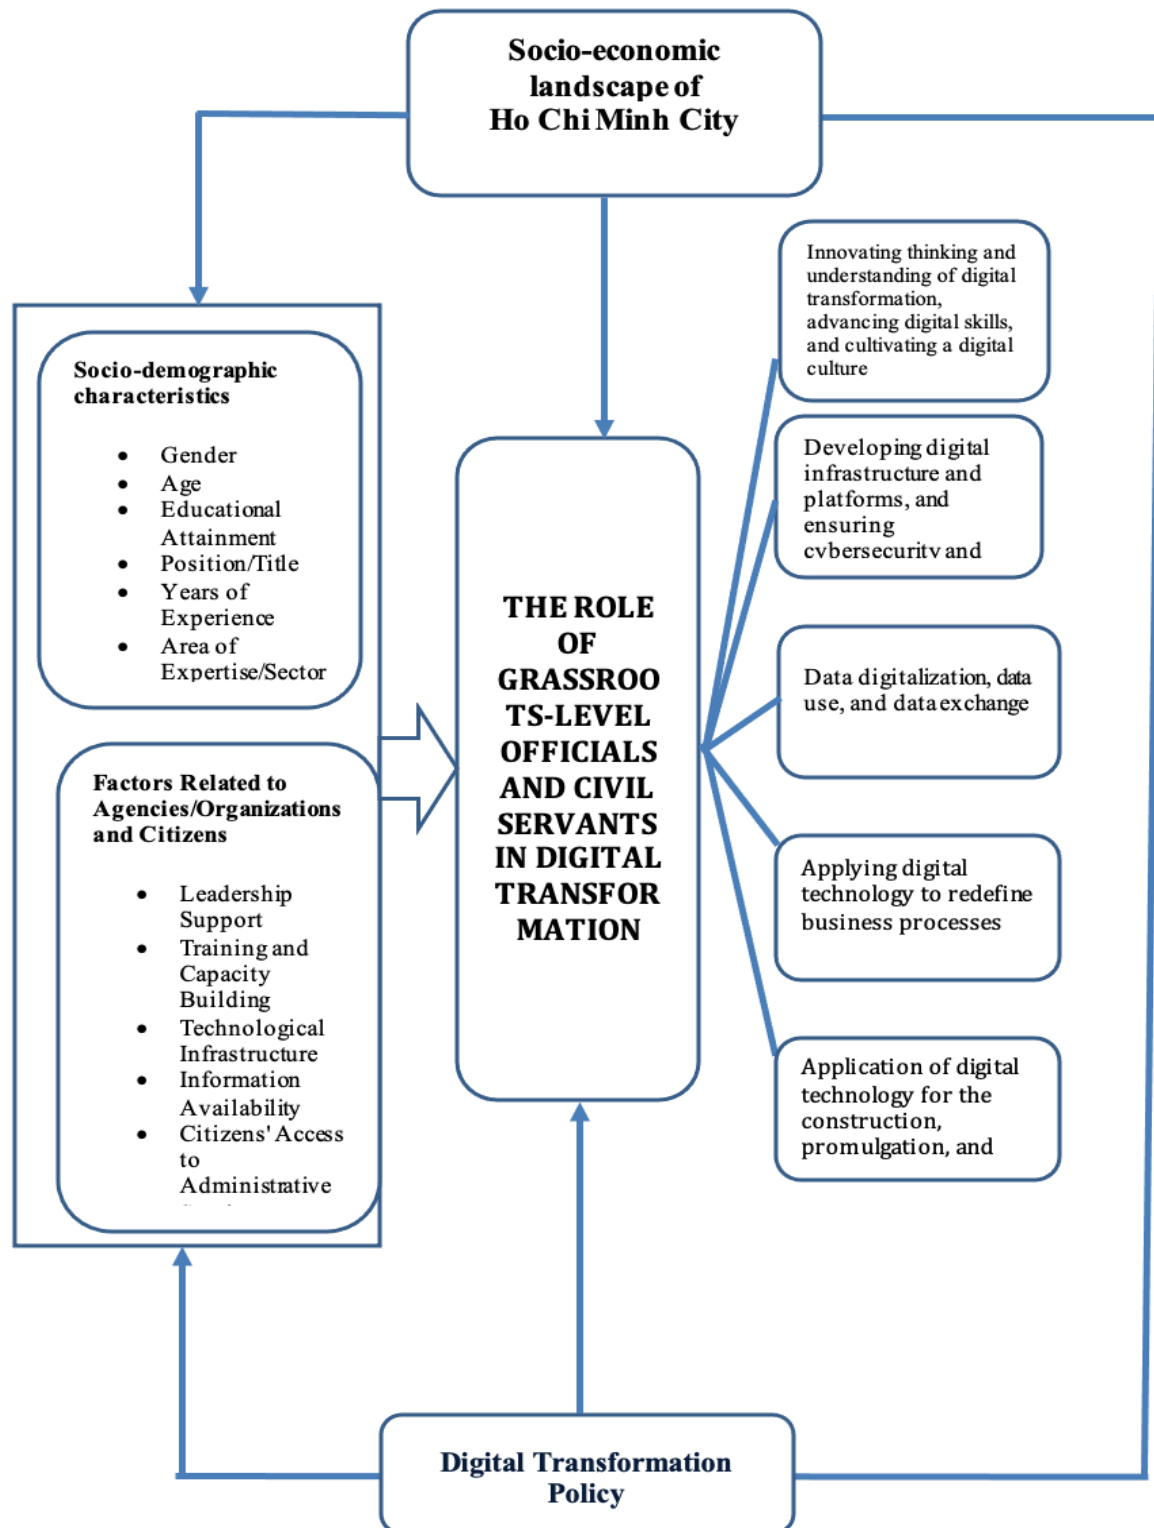 Socio-economic
landscape of
Ho Chi Minh City
Socio-demographic
characteristics
• Gender
• Age
• Educational
Attainment
• Position/Title
• Years of
Experience
• Area of
Expertise/Sector
Factors Related to
Agencies/Organizations
and Citizens
• Leadership
Support
• Training and
Capacity
Building
• Technological
Infrastructure
• Information
Availability
• Citizens' Access
to
Administrative
THE ROLE
OF
GRASSROO
TS-LEVEL
OFFICIALS
AND CIVIL
SERVANTS
IN DIGITAL
TRANSFOR
MATION
Innovating thinking and
understanding of digital
transformation,
advancing digital skills,
and cultivating a digital
culture
Developing digital
infrastructure and
platforms, and
ensuring
cybersecurity and
Data digitalization, data
use, and data exchange
Applying digital
technology to redefine
business processes
Application of digital
technology for the
construction,
promulgation, and
Digital Transformation
Policy